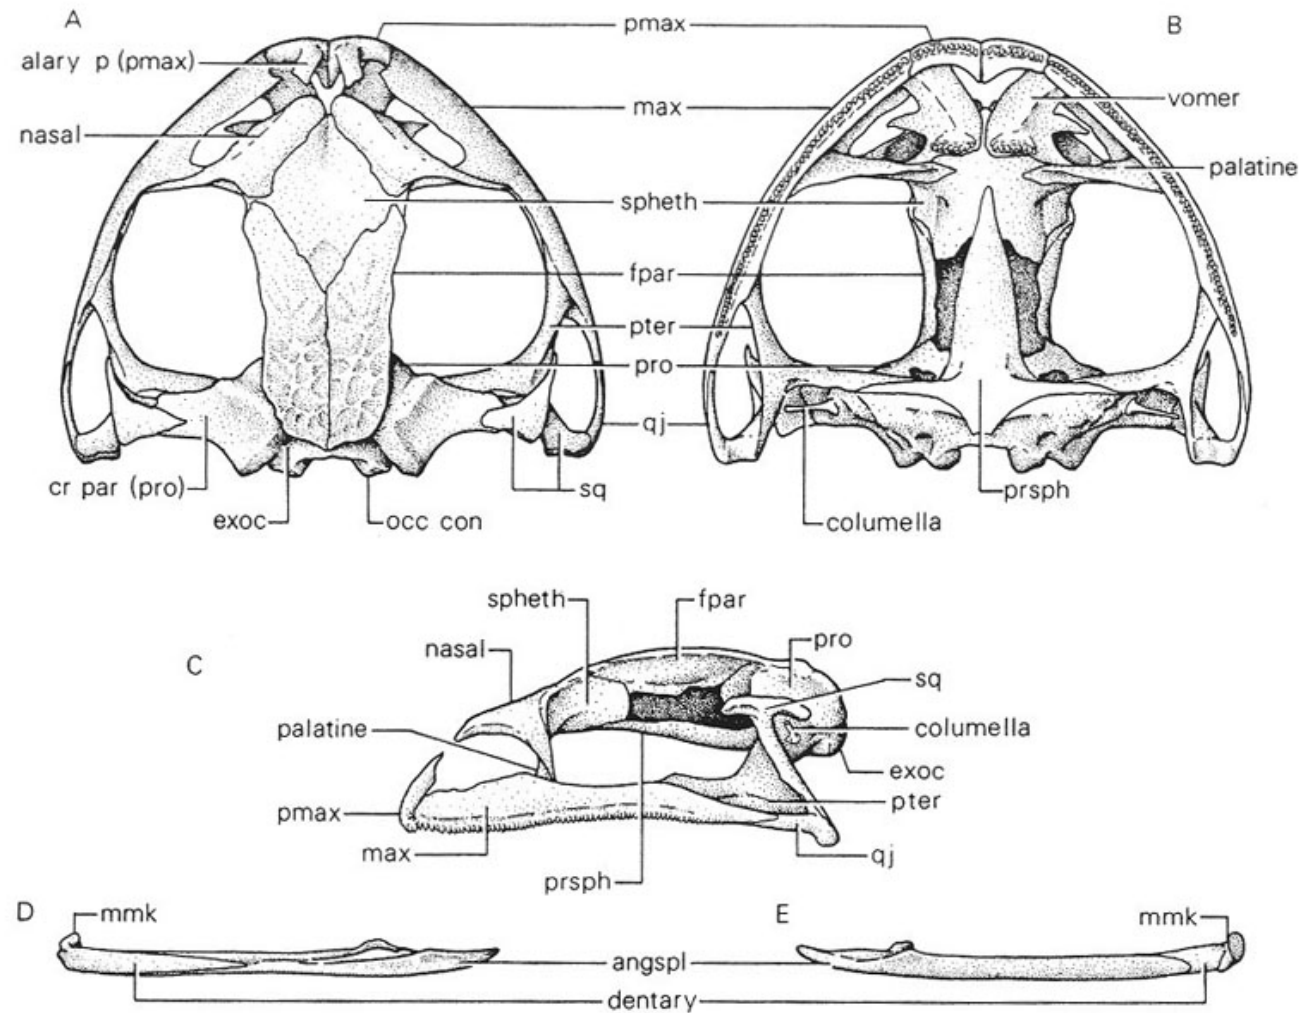 A
pmax
B
alary p (pmax)
max
vomer
nasal
palatine
spheth
fpar
pter
pro
qj
cr par (pro)
sq
prsph
exoc
occ con
columella
spheth
fpar
C
nasal
pro
sq
palatine
columella
exoc
pmax
pter
max
qj
prsph
D
mmk
E
mmk
angspl
dentary